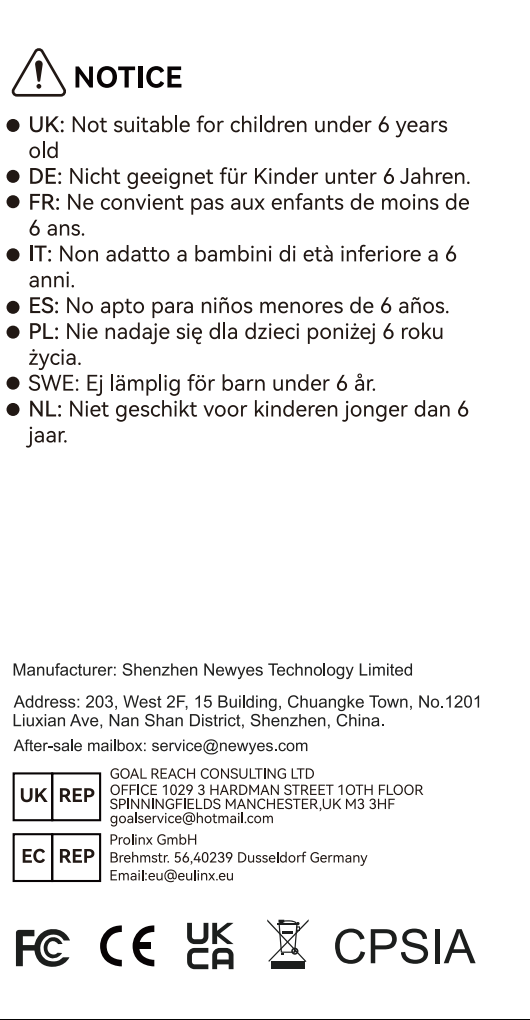 NOTICE
● UK: Not suitable for children under 6 years
old
● DE: Nicht geeignet für Kinder unter 6 Jahren.
● FR: Ne convient pas aux enfants de moins de
6 ans.
● IT: Non adatto a bambini di età inferiore a 6
anni.
● ES: No apto para niños menores de 6 años.
● PL: Nie nadaje się dla dzieci poniżej 6 roku
życia.
● SWE: Ej lämplig för barn under 6 år.
● NL: Niet geschikt voor kinderen jonger dan 6
jaar.
Manufacturer: Shenzhen Newyes Technology Limited
Address: 203, West 2F, 15 Building, Chuangke Town, No.1201
Liuxian Ave, Nan Shan District, Shenzhen, China.
After-sale mailbox: service@newyes.com
UK REP
GOAL REACH CONSULTING LTD
OFFICE 1029 3 HARDMAN STREET 1OTH FLOOR
SPINNINGFIELDS MANCHESTER,UK M3 3HF
goalservice@hotmail.com
EC REP
Prolinx GmbH
Brehmstr. 56,40239 Dusseldorf Germany
Email:eu@eulinx.eu
FC CE UK
CA
CPSIA